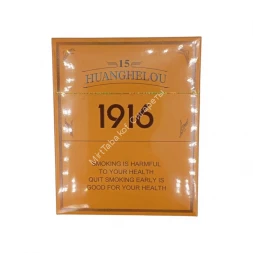 15
HUANGHELOU
1916
SMOKING IS HARMFUL
TO YOUR HEALTH
QUIT SMOKING EARLY IS
GOOD FOR YOUR HEALTH